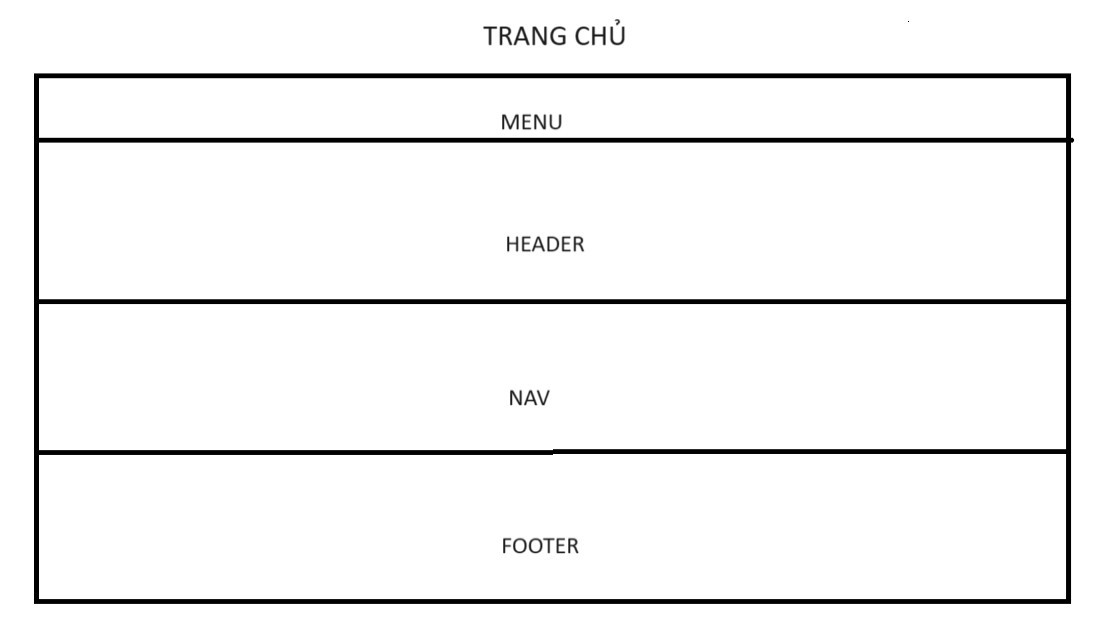 TRANG CHỦ
MENU
HEADER
NAV
FOOTER